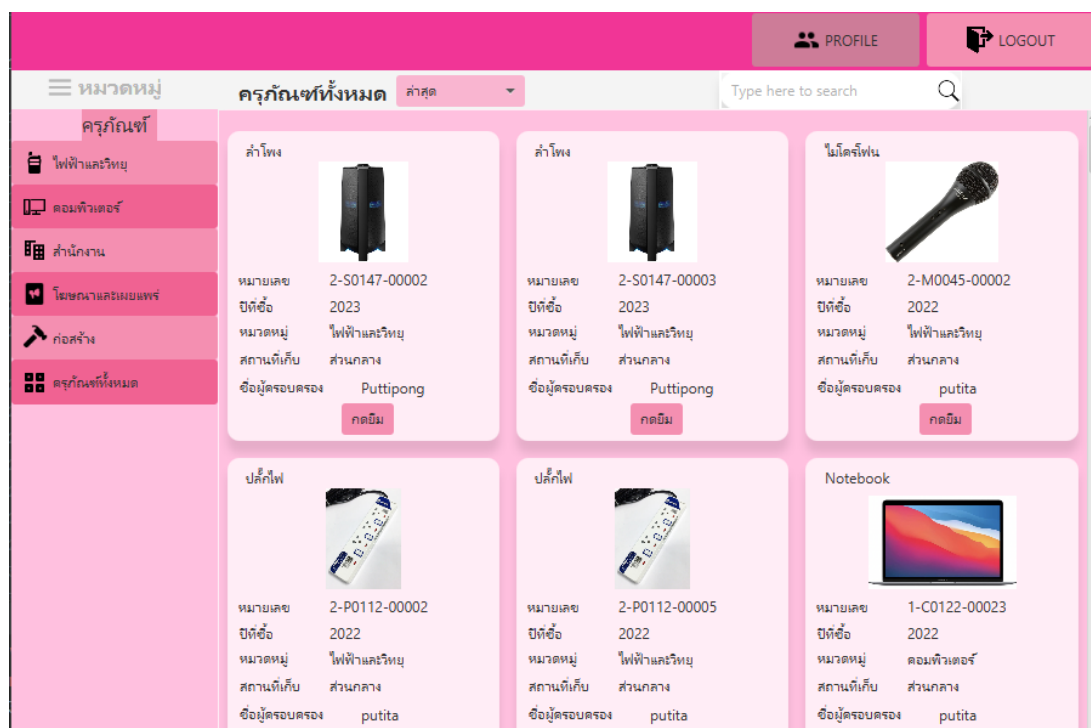 PROFILE
LOGOUT
หมวดหมู่
ครุภัณฑ์ทั้งหมด
ล่าสุด
Type here to search
ครุภัณฑ์
ไฟฟ้าและวิทยุ
คอมพิวเตอร์
สำนักงาน
โฆษณาและเผยแพร่
ก่อสร้าง
ครุภัณฑ์ทั้งหมด
ลำโพง
หมายเลข 2-S0147-00002
ปีที่ซื้อ 2023
หมวดหมู่ ไฟฟ้าและวิทยุ
สถานที่เก็บ ส่วนกลาง
ชื่อผู้ครอบครอง Puttipong
กดยืม
ลำโพง
หมายเลข 2-S0147-00003
ปีที่ซื้อ 2023
หมวดหมู่ ไฟฟ้าและวิทยุ
สถานที่เก็บ ส่วนกลาง
ชื่อผู้ครอบครอง Puttipong
กดยืม
ไมโครโฟน
หมายเลข 2-M0045-00002
ปีที่ซื้อ 2022
หมวดหมู่ ไฟฟ้าและวิทยุ
สถานที่เก็บ ส่วนกลาง
ชื่อผู้ครอบครอง putita
กดยืม
ปลั๊กไฟ
หมายเลข 2-P0112-00002
ปีที่ซื้อ 2022
หมวดหมู่ ไฟฟ้าและวิทยุ
สถานที่เก็บ ส่วนกลาง
ชื่อผู้ครอบครอง putita
ปลั๊กไฟ
หมายเลข 2-P0112-00005
ปีที่ซื้อ 2022
หมวดหมู่ ไฟฟ้าและวิทยุ
สถานที่เก็บ ส่วนกลาง
ชื่อผู้ครอบครอง putita
Notebook
หมายเลข 1-C0122-00023
ปีที่ซื้อ 2022
หมวดหมู่ คอมพิวเตอร์
สถานที่เก็บ ส่วนกลาง
ชื่อผู้ครอบครอง putita